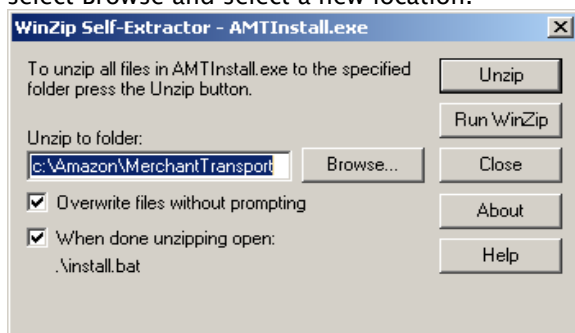 select Browse and select a new location.
WinZip Self-Extractor - AMTInstall.exe
To unzip all files in AMTInstall.exe to the specified
folder press the Unzip button.
Unzip to folder:
c:\Amazon\MerchantTransport
Browse...
Overwrite files without prompting
When done unzipping open:
.\install.bat
Unzip
Run WinZip
Close
About
Help